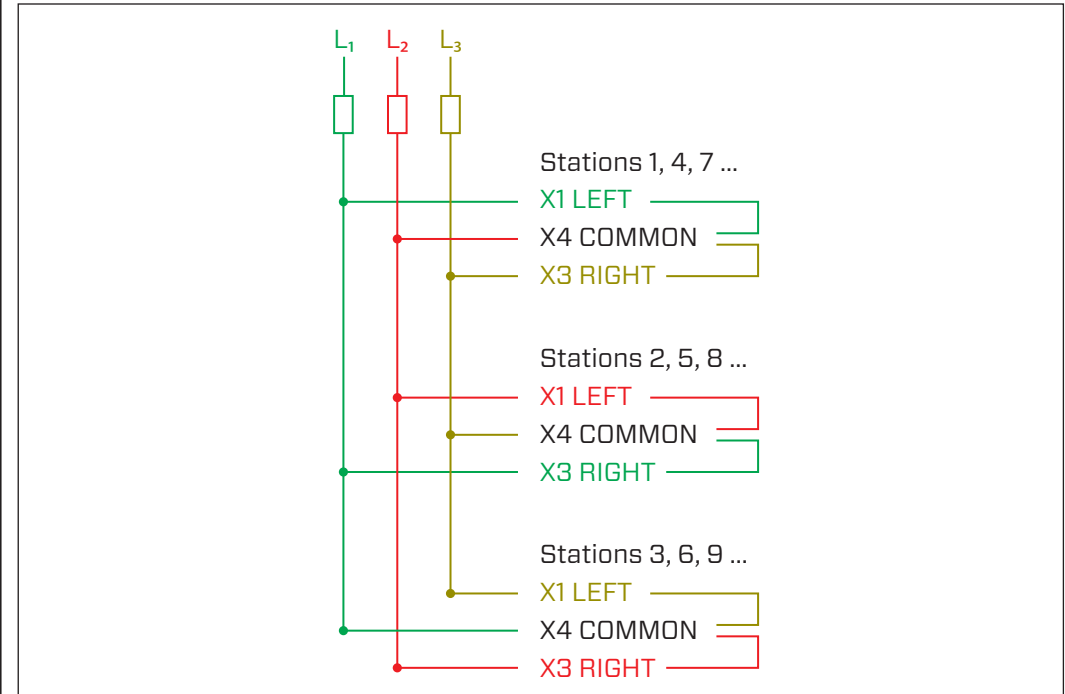 L₁ L₂ L₃
Stations 1, 4, 7 ...
X1 LEFT
X4 COMMON
X3 RIGHT
Stations 2, 5, 8 ...
X1 LEFT
X4 COMMON
X3 RIGHT
Stations 3, 6, 9 ...
X1 LEFT
X4 COMMON
X3 RIGHT